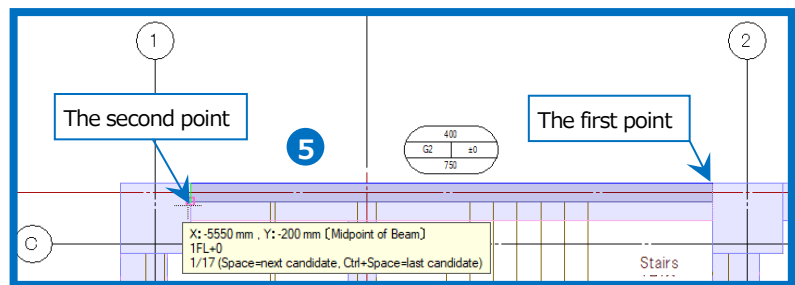 1
2
The second point
5
The first point
400
G2 ±0
750
X:-5550 mm , Y:-200 mm [Midpoint of Beam]
1FL+0
1/17 (Space=next candidate, Ctrl+Space=last candidate)
C
Stairs